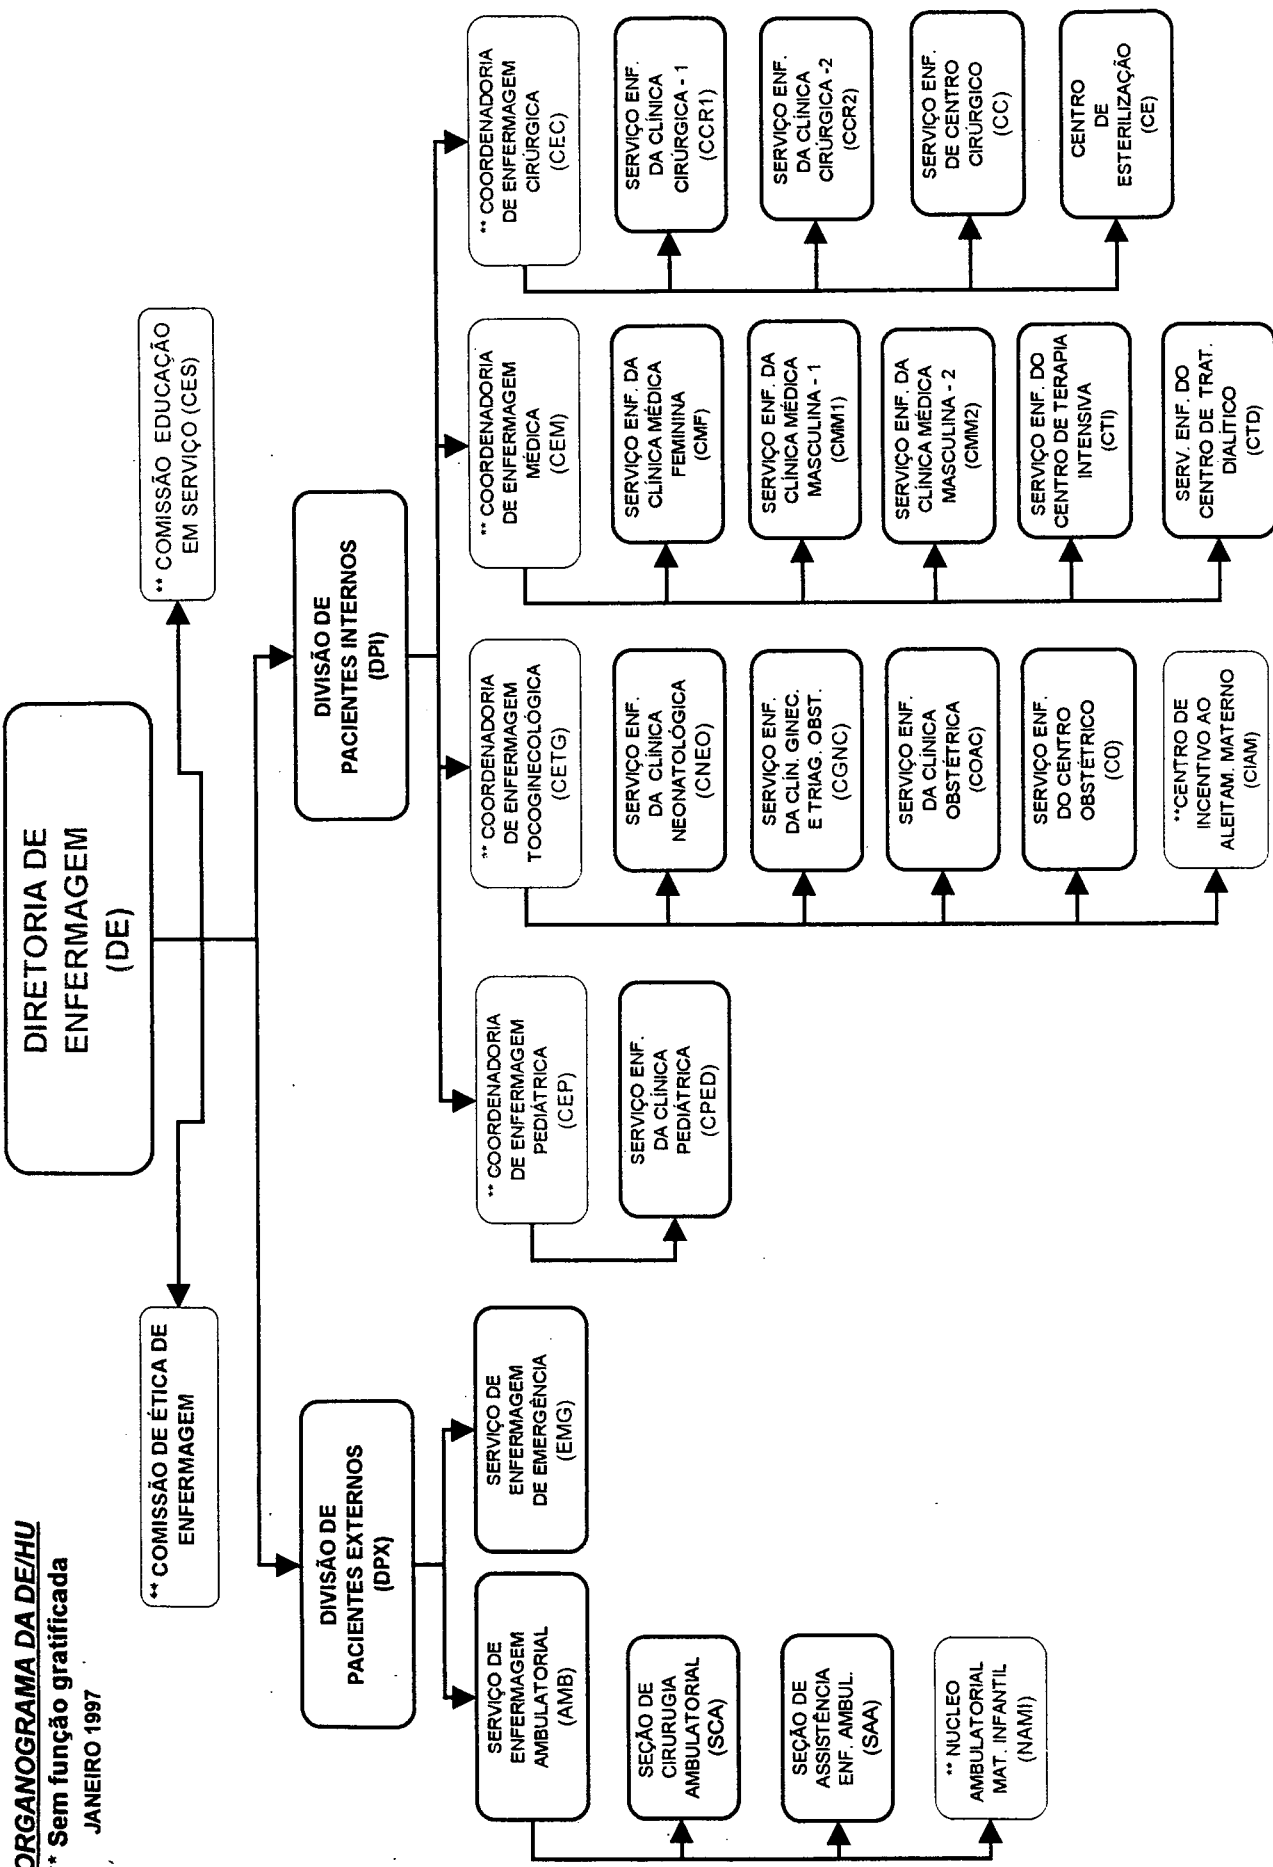 ORGANOGRAMA DA DE/HU
** Sem função gratificada
JANEIRO 1997
DIRETORIA DE
ENFERMAGEM
(DE)
** COMISSÃO DE ÉTICA DE
ENFERMAGEM
** COMISSÃO EDUCAÇÃO
EM SERVIÇO (CES)
DIVISÃO DE
PACIENTES EXTERNOS
(DPX)
DIVISÃO DE
PACIENTES INTERNOS
(DPI)
SERVIÇO DE
ENFERMAGEM
AMBULATORIAL
(AMB)
SEÇÃO DE
CIRURUGIA
AMBULATORIAL
(SCA)
SEÇÃO DE
ASSISTÊNCIA
ENF. AMBUL.
(SAA)
** NUCLEO
AMBULATORIAL
MAT. INFANTIL
(NAMI)
SERVIÇO DE
ENFERMAGEM
DE EMERGÊNCIA
(EMG)
** COORDENADORIA
DE ENFERMAGEM
PEDIÁTRICA
(CEP)
SERVIÇO ENF.
DA CLÍNICA
PEDIÁTRICA
(CPED)
** COORDENADORIA
DE ENFERMAGEM
TOCOGINECOLÓGICA
(CETG)
SERVIÇO ENF.
DA CLÍNICA
NEONATOLÓGICA
(CNEO)
SERVIÇO ENF.
DA CLÍN. GINEC.
E TRIAG. OBST.
(CGNC)
SERVIÇO ENF.
DA CLÍNICA
OBSTÉTRICA
(COAC)
SERVIÇO ENF.
DO CENTRO
OBSTÉTRICO
(CO)
**CENTRO DE
INCENTIVO AO
ALEITAM. MATERNO
(CIAM)
** COORDENADORIA
DE ENFERMAGEM
MÉDICA
(CEM)
SERVIÇO ENF. DA
CLÍNICA MÉDICA
FEMININA
(CMF)
SERVIÇO ENF. DA
CLÍNICA MÉDICA
MASCULINA - 1
(CMM1)
SERVIÇO ENF. DA
CLÍNICA MÉDICA
MASCULINA - 2
(CMM2)
SERVIÇO ENF. DO
CENTRO DE TERAPIA
INTENSIVA
(CTI)
SERV. ENF. DO
CENTRO DE TRAT.
DIALÍTICO
(CTD)
** COORDENADORIA
DE ENFERMAGEM
CIRÚRGICA
(CEC)
SERVIÇO ENF.
DA CLÍNICA
CIRÚRGICA - 1
(CCR1)
SERVIÇO ENF.
DA CLÍNICA
CIRÚRGICA -2
(CCR2)
SERVIÇO ENF.
DE CENTRO
CIRÚRGICO
(CC)
CENTRO
DE
ESTERILIZAÇÃO
(CE)